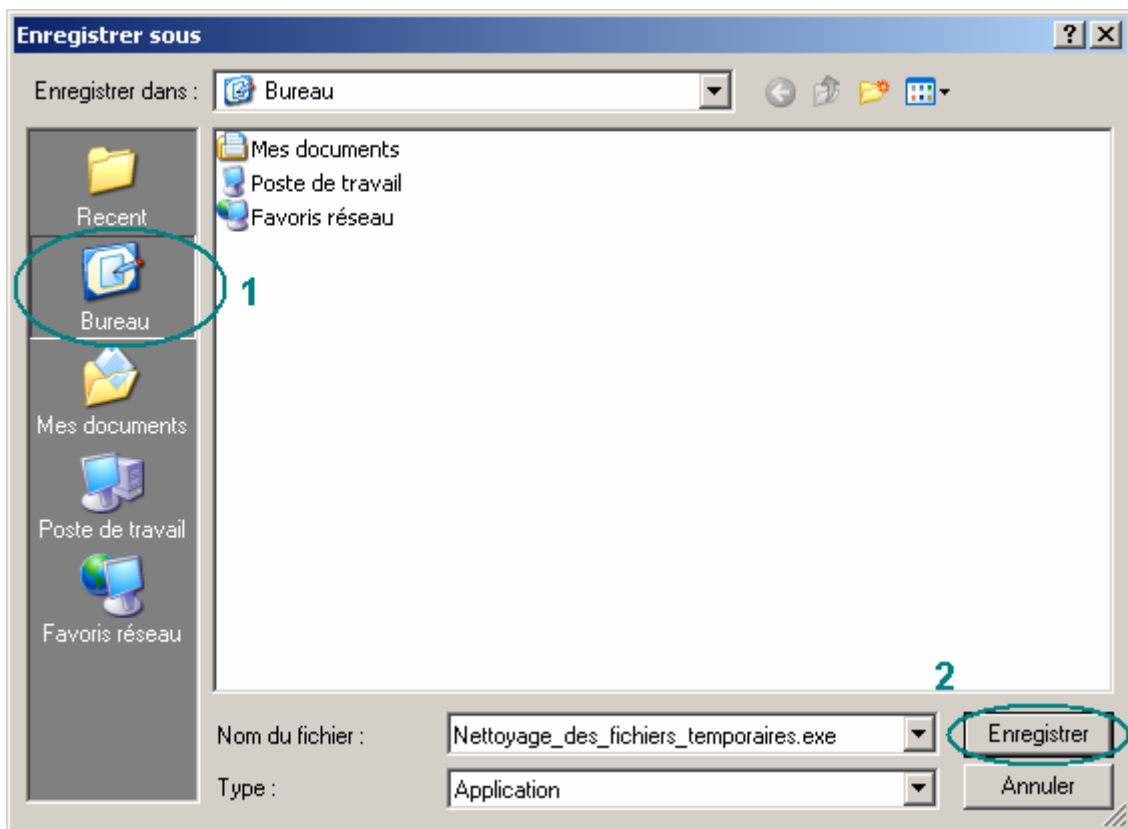 Enregistrer sous
Enregistrer dans : Bureau
Recent
Bureau
1
Mes documents
Poste de travail
Favoris réseau
Mes documents
Poste de travail
Favoris réseau
2
Nom du fichier : Nettoyage_des_fichiers_temporaires.exe Enregistrer
Type : Application Annuler